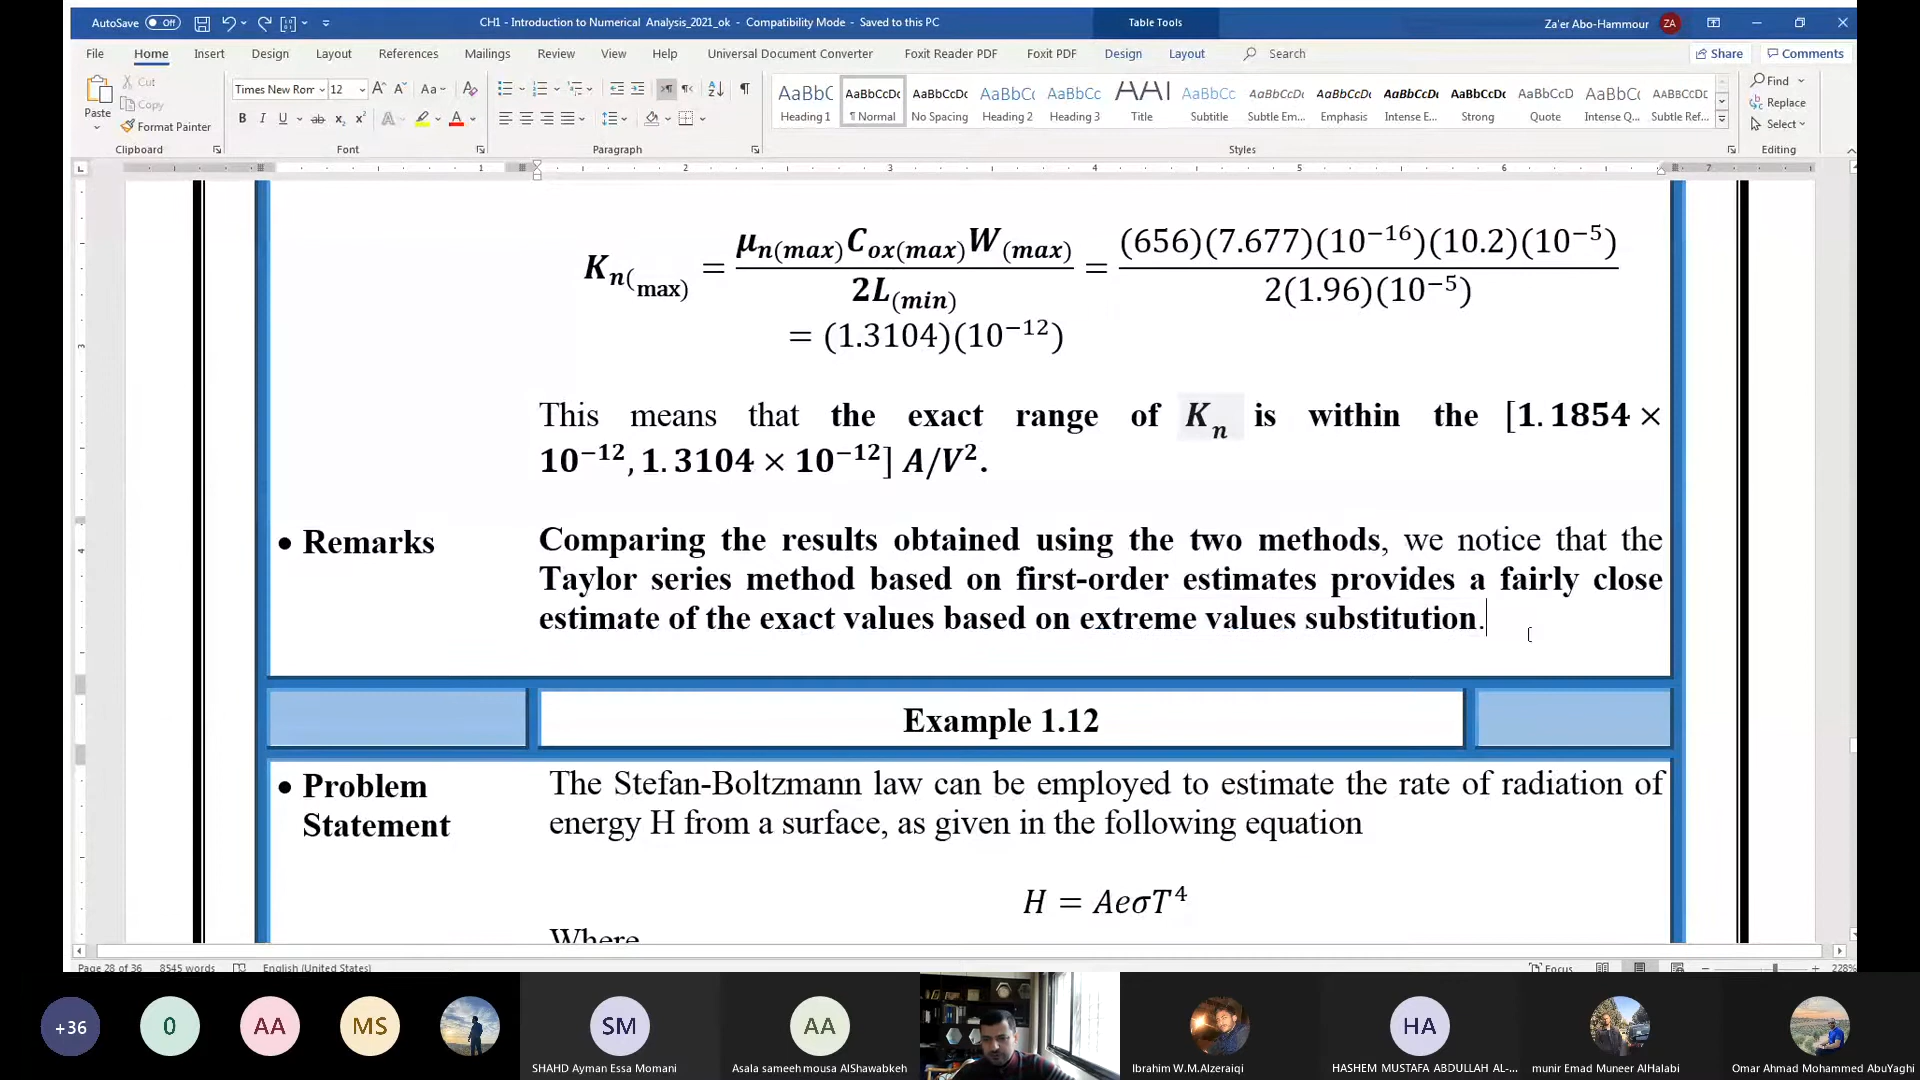 AutoSave Off
CH1 - Introduction to Numerical Analysis_2021_ok - Compatibility Mode - Saved to this PC
Table Tools
Za'er Abo-Hammour ZA
File Home Insert Design Layout References Mailings Review View Help Universal Document Converter Foxit Reader PDF Foxit PDF Design Layout Search
Share Comments
Paste
Cut
Copy
Format Painter
Times New Rom 12
AaBbC Heading 1
AaBbCcDc ¶ Normal
AaBbCcDc No Spacing
AaBbCc Heading 2
AaBbCc Heading 3
AAI Title
AaBbCc Subtitle
AaBbCcDc Subtle Em...
AaBbCcDc Emphasis
AaBbCcDc Intense E...
AaBbCcDc Strong
AaBbCcD Quote
AaBbCc Intense Q...
AaBbCcD Subtle Ref...
Find
Replace
Select
Clipboard Font Paragraph Styles Editing
1 2 3 4 5 6 7
K_n(max) = μ_n(max) C_ox(max) W_(max) / 2L_(min) = (656)(7.677)(10⁻¹⁶)(10.2)(10⁻⁵) / 2(1.96)(10⁻⁵)
= (1.3104)(10⁻¹²)
This means that the exact range of K_n is within the [1.1854 ×
10⁻¹², 1.3104 × 10⁻¹²] A/V².
• Remarks
Comparing the results obtained using the two methods, we notice that the
Taylor series method based on first-order estimates provides a fairly close
estimate of the exact values based on extreme values substitution.
Example 1.12
• Problem
Statement
The Stefan-Boltzmann law can be employed to estimate the rate of radiation of
energy H from a surface, as given in the following equation
H = AeσT⁴
Where
Page 28 of 36 8545 words English (United States) Focus 228%
+36 0 AA MS SM AA HA
SHAHD Ayman Essa Momani
Asala sameeh mousa AlShawabkeh
Ibrahim W.M.Alzeraiqi
HASHEM MUSTAFA ABDULLAH AL-...
munir Emad Muneer AlHalabi
Omar Ahmad Mohammed AbuYaghi